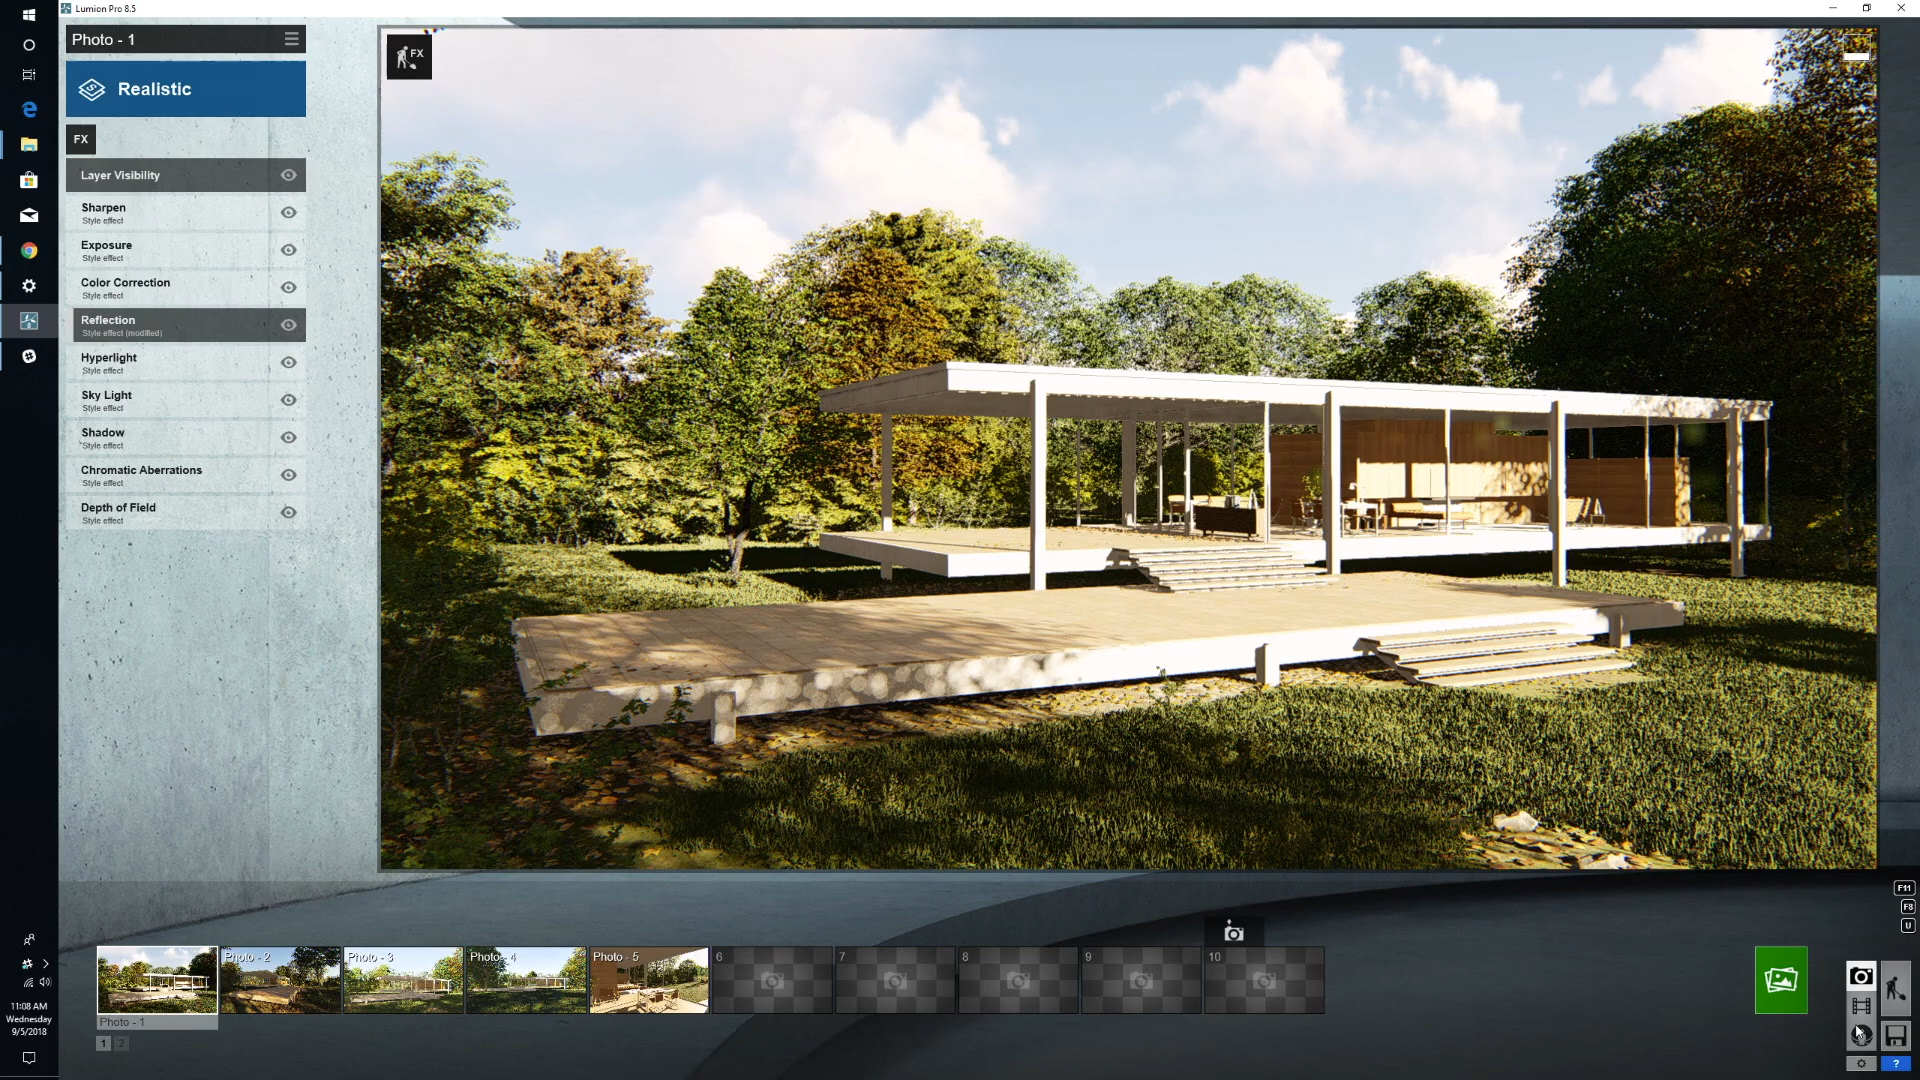 Lumion Pro 8.5
Photo - 1
Realistic
FX
Layer Visibility
Sharpen
Style effect
Exposure
Style effect
Color Correction
Style effect
Reflection
Style effect (modified)
Hyperlight
Style effect
Sky Light
Style effect
Shadow
Style effect
Chromatic Aberrations
Style effect
Depth of Field
Style effect
FX
F11
F8
U
Photo - 2
Photo - 3
Photo - 4
Photo - 5
6
7
8
9
10
Photo - 1
1
2
11:08 AM
Wednesday
9/5/2018
?